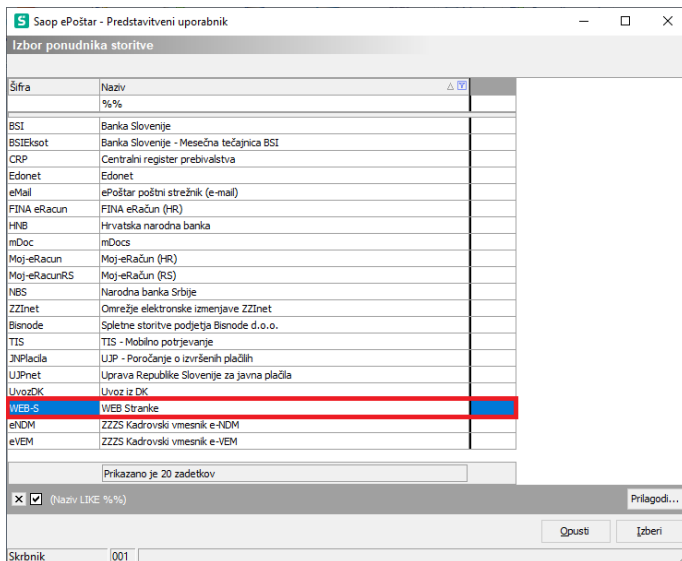 Saop ePoštar - Predstavitveni uporabnik
Izbor ponudnika storitve
Šifra Naziv
%%
BSI Banka Slovenije
BSIEksot Banka Slovenije - Mesečna tečajnica BSI
CRP Centralni register prebivalstva
Edonet Edonet
eMail ePoštar poštni strežnik (e-mail)
FINA eRacun FINA eRačun (HR)
HNB Hrvatska narodna banka
mDoc mDocs
Moj-eRacun Moj-eRačun (HR)
Moj-eRacunRS Moj-eRačun (RS)
NBS Narodna banka Srbije
ZZInet Omrežje elektronske izmenjave ZZInet
Bisnode Spletne storitve podjetja Bisnode d.o.o.
TIS TIS - Mobilno potrjevanje
JNPlacila UJP - Poročanje o izvršenih plačilih
UJPnet Uprava Republike Slovenije za javna plačila
UvozDK Uvoz iz DK
WEB-S WEB Stranke
eNDM ZZZS Kadrovski vmesnik e-NDM
eVEM ZZZS Kadrovski vmesnik e-VEM
Prikazano je 20 zadetkov
(Naziv LIKE %%) Prilagodi...
Opusti Izberi
Skrbnik 001